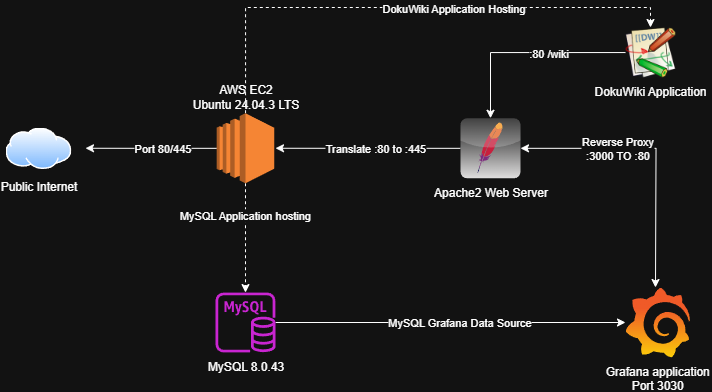 DokuWiki Application Hosting
[[DW]]
.80 /wiki
DokuWiki Application
AWS EC2
Ubuntu 24.04.3 LTS
Port 80/445
Translate :80 to :445
Reverse Proxy
:3000 TO :80
Public Internet
Apache2 Web Server
MySQL Application hosting
MySQL
MySQL Grafana Data Source
MySQL 8.0.43
Grafana application
Port 3030